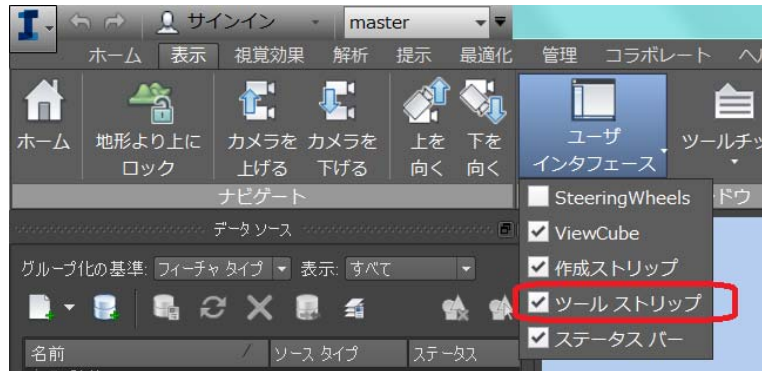 サインイン master
ホーム 表示 視覚効果 解析 提示 最適化 管理 コラボレート
ホーム 地形より上に カメラを カメラを 上を 下を ユーザ
ロック 上げる 下げる 向く 向く インタフェース
ナビゲート
SteeringWheels
データ ソース
ViewCube
グループ化の基準: フィーチャ タイプ 表示: すべて
作成ストリップ
ツール ストリップ
ステータス バー
名前 ソース タイプ ステータス